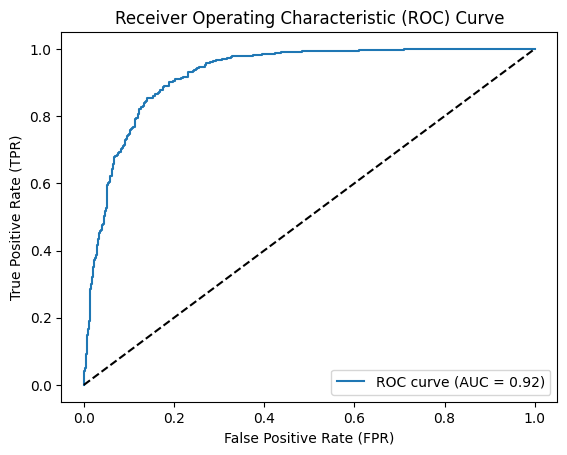 Receiver Operating Characteristic (ROC) Curve
True Positive Rate (TPR)
1.0
0.8
0.6
0.4
0.2
0.0
ROC curve (AUC = 0.92)
0.0 0.2 0.4 0.6 0.8 1.0
False Positive Rate (FPR)